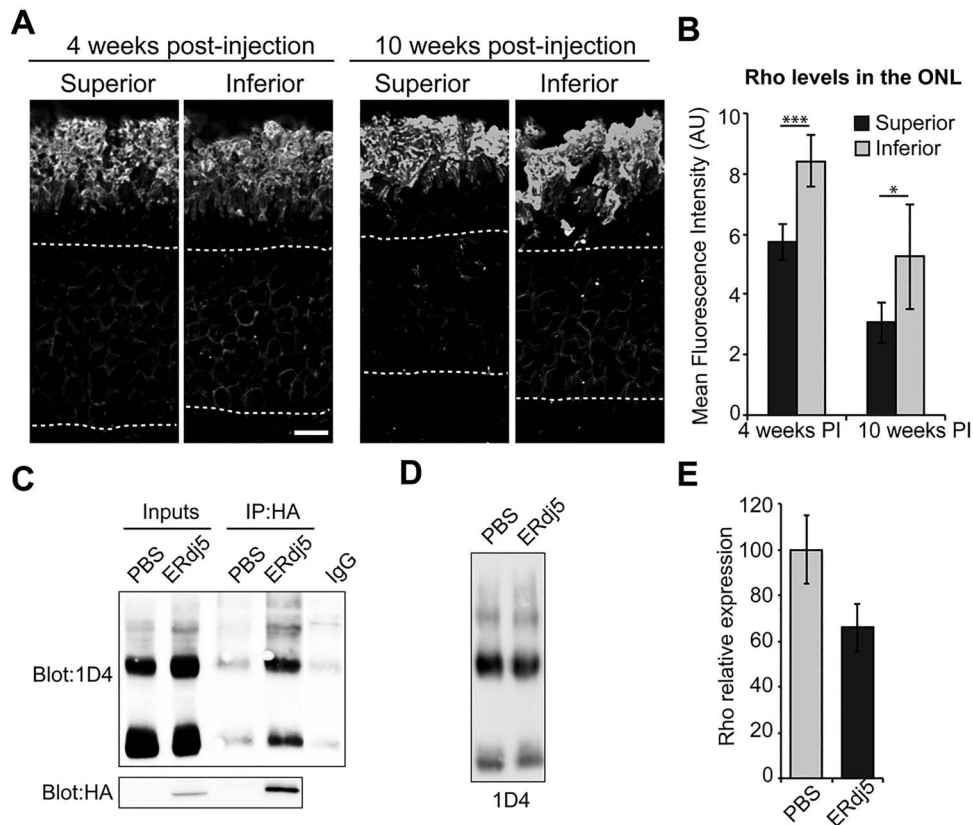 A
4 weeks post-injection
10 weeks post-injection
Superior
Inferior
Superior
Inferior
B
Rho levels in the ONL
Mean Fluorescence Intensity (AU)
10
8
6
4
2
0
***
*
Superior
Inferior
4 weeks PI
10 weeks PI
C
Inputs
IP:HA
PBS
ERdj5
PBS
ERdj5
IgG
Blot:1D4
Blot:HA
D
PBS
ERdj5
1D4
E
Rho relative expression
120
100
80
60
40
20
0
PBS
ERdj5